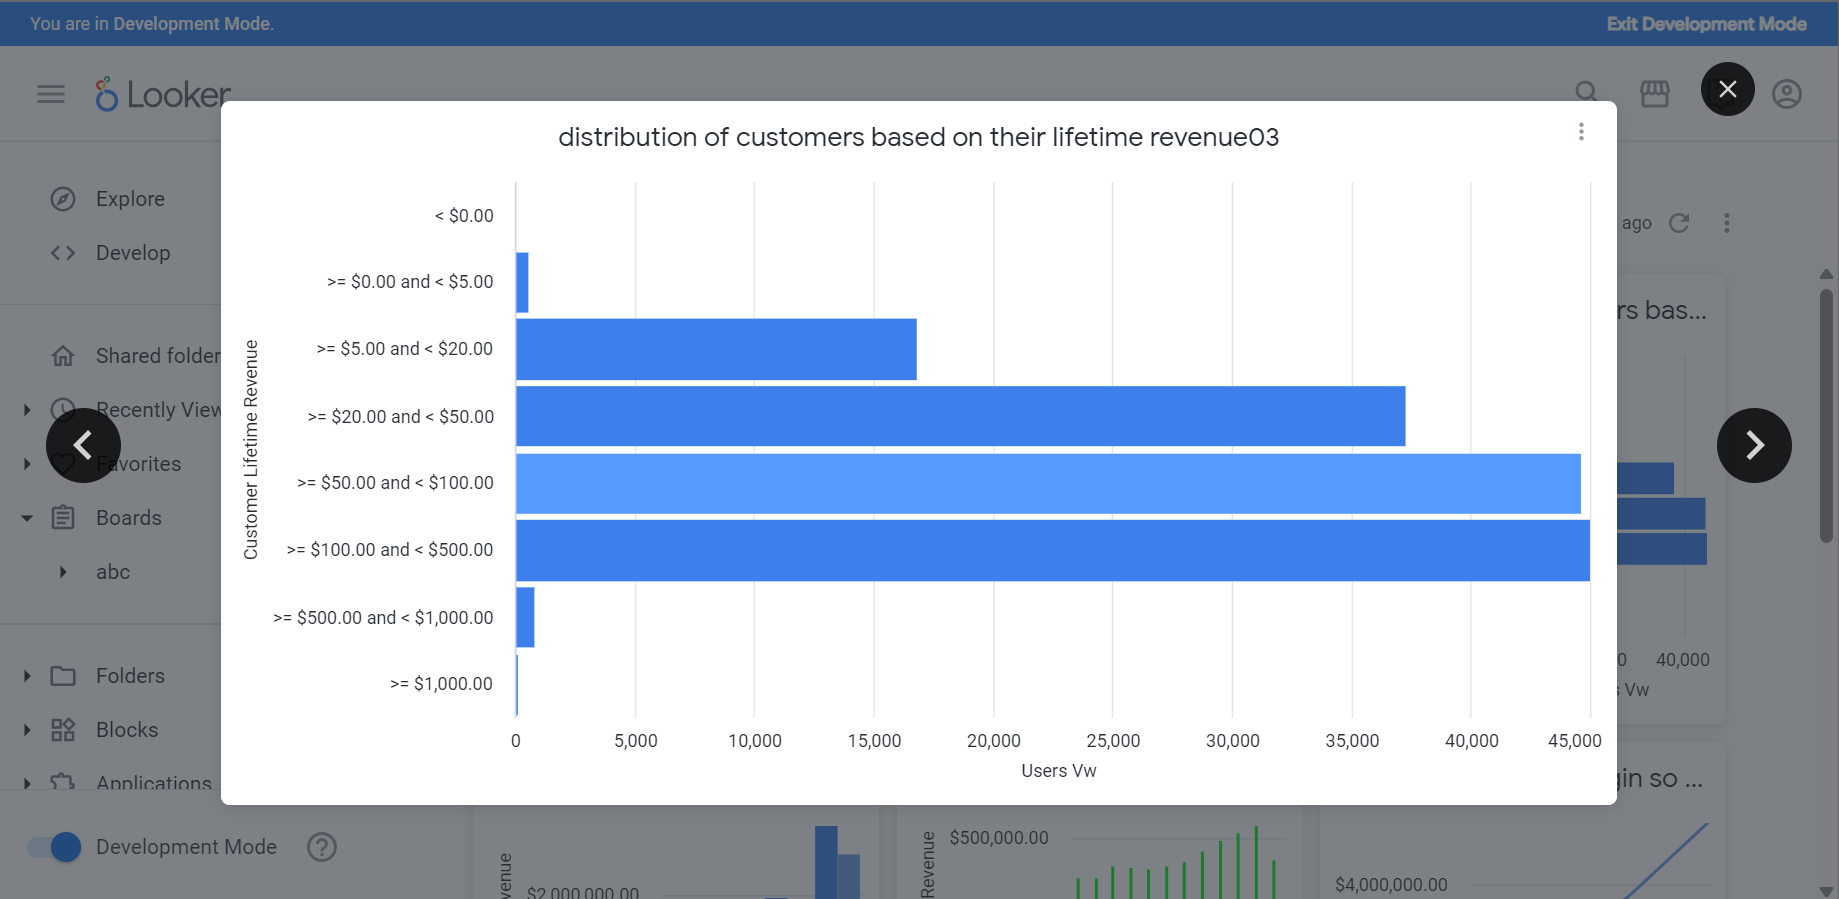 You are in Development Mode.
Exit Development Mode
Looker
Explore
Develop
Shared folder
Recently View
Favorites
Boards
abc
Folders
Blocks
Applications
Development Mode
distribution of customers based on their lifetime revenue03
Customer Lifetime Revenue
< $0.00
>= $0.00 and < $5.00
>= $5.00 and < $20.00
>= $20.00 and < $50.00
>= $50.00 and < $100.00
>= $100.00 and < $500.00
>= $500.00 and < $1,000.00
>= $1,000.00
0 5,000 10,000 15,000 20,000 25,000 30,000 35,000 40,000 45,000
Users Vw
ago
rs bas...
0 40,000
s Vw
gin so ...
venue
$2,000,000.00
Revenue
$500,000.00
$4,000,000.00